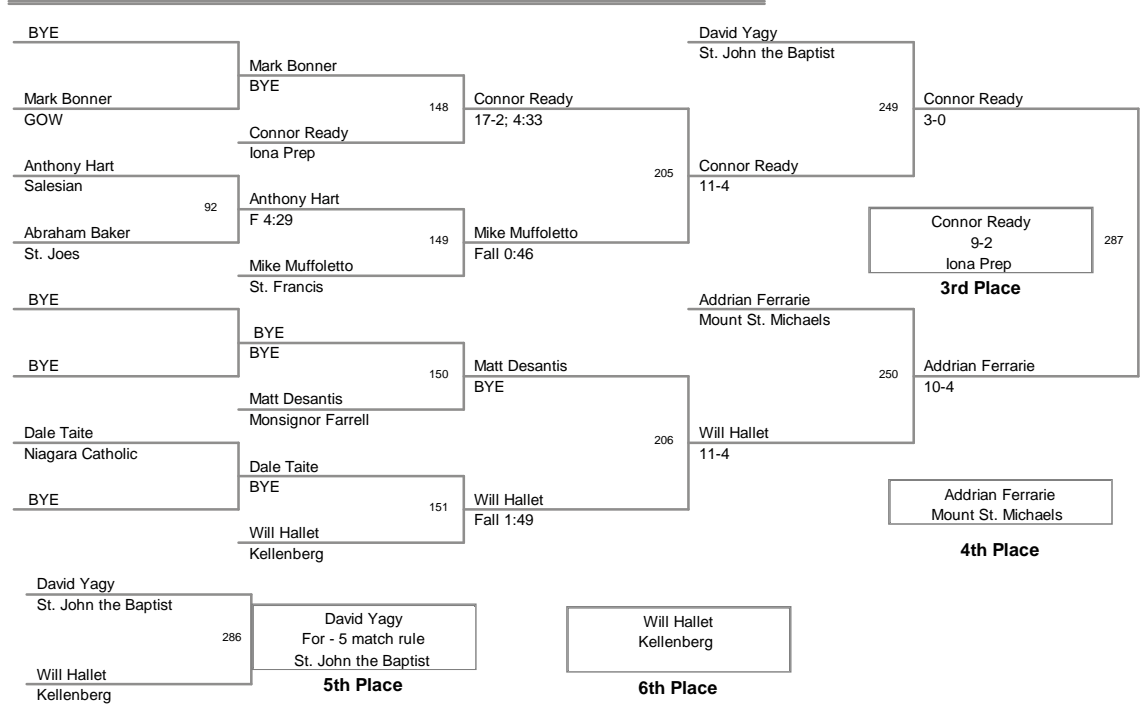 BYE
Mark Bonner
GOW
Anthony Hart
Salesian
92
Abraham Baker
St. Joes
BYE
BYE
Dale Taite
Niagara Catholic
BYE
Mark Bonner
BYE
148
Connor Ready
Iona Prep
Anthony Hart
F 4:29
149
Mike Muffoletto
St. Francis
BYE
BYE
150
Matt Desantis
Monsignor Farrell
Dale Taite
BYE
151
Will Hallet
Kellenberg
Connor Ready
17-2; 4:33
205
Mike Muffoletto
Fall 0:46
Matt Desantis
BYE
206
Will Hallet
Fall 1:49
David Yagy
St. John the Baptist
249
Connor Ready
11-4
Addrian Ferrarie
Mount St. Michaels
250
Will Hallet
11-4
Connor Ready
3-0
287
Addrian Ferrarie
10-4
Connor Ready
9-2
Iona Prep
3rd Place
Addrian Ferrarie
Mount St. Michaels
4th Place
David Yagy
St. John the Baptist
286
Will Hallet
Kellenberg
David Yagy
For - 5 match rule
St. John the Baptist
5th Place
Will Hallet
Kellenberg
6th Place